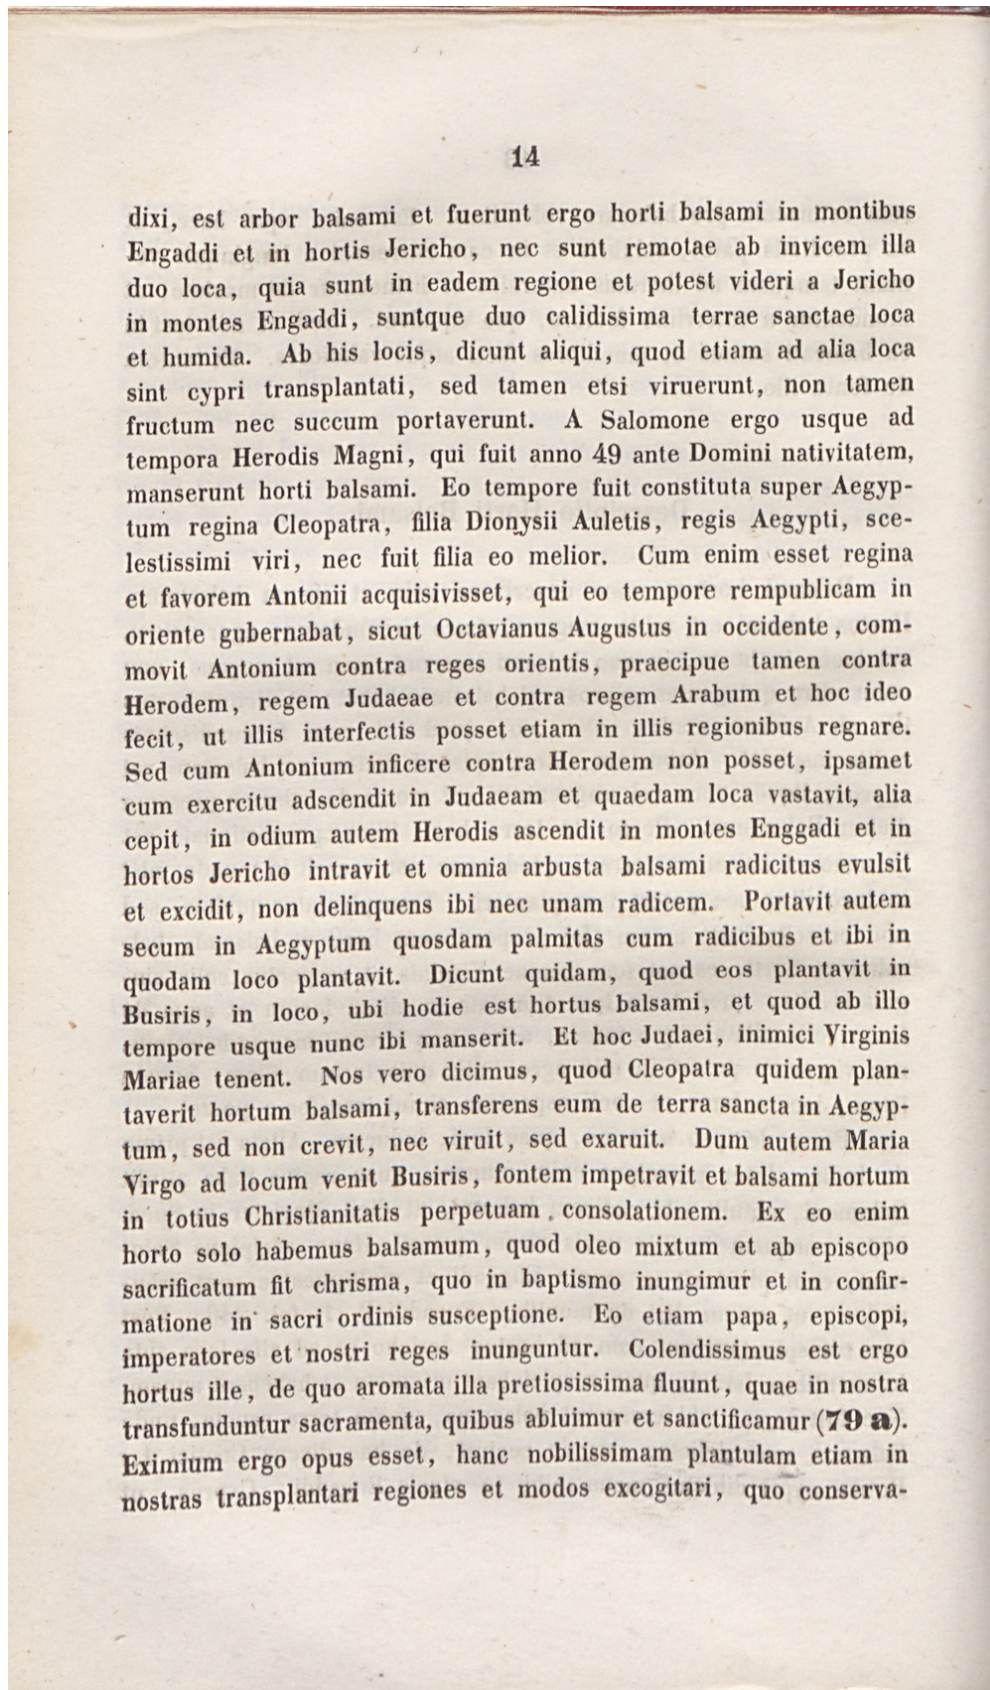 14
dixi, est arbor balsami et fuerunt ergo horti balsami in montibus
Engaddi et in hortis Jericho, nec sunt remotae ab invicem illa
duo loca, quia sunt in eadem regione et potest videri a Jericho
in montes Engaddi, suntque duo calidissima terrae sanctae loca
et humida. Ab his locis, dicunt aliqui, quod etiam ad alia loca
sint cypri transplantati, sed tamen etsi viruerunt, non tamen
fructum nec succum portaverunt. A Salomone ergo usque ad
tempora Herodis Magni, qui fuit anno 49 ante Domini nativitatem,
manserunt horti balsami. Eo tempore fuit constituta super Aegyp-
tum regina Cleopatra, filia Dionysii Auletis, regis Aegypti, sce-
lestissimi viri, nec fuit filia eo melior. Cum enim esset regina
et favorem Antonii acquisivisset, qui eo tempore rempublicam in
oriente gubernabat, sicut Octavianus Augustus in occidente, com-
movit Antonium contra reges orientis, praecipue tamen contra
Herodem, regem Judaeae et contra regem Arabum et hoc ideo
fecit, ut illis interfectis posset etiam in illis regionibus regnare.
Sed cum Antonium inficere contra Herodem non posset, ipsamet
cum exercitu adscendit in Judaeam et quaedam loca vastavit, alia
cepit, in odium autem Herodis ascendit in montes Enggadi et in
hortos Jericho intravit et omnia arbusta balsami radicitus evulsit
et excidit, non delinquens ibi nec unam radicem. Portavit autem
secum in Aegyptum quosdam palmitas cum radicibus et ibi in
quodam loco plantavit. Dicunt quidam, quod eos plantavit in
Busiris, in loco, ubi hodie est hortus balsami, et quod ab illo
tempore usque nunc ibi manserit. Et hoc Judaei, inimici Virginis
Mariae tenent. Nos vero dicimus, quod Cleopatra quidem plan-
taverit hortum balsami, transferens eum de terra sancta in Aegyp-
tum, sed non crevit, nec viruit, sed exaruit. Dum autem Maria
Virgo ad locum venit Busiris, fontem impetravit et balsami hortum
in totius Christianitatis perpetuam consolationem. Ex eo enim
horto solo habemus balsamum, quod oleo mixtum et ab episcopo
sacrificatum fit chrisma, quo in baptismo inungimur et in confir-
matione in sacri ordinis susceptione. Eo etiam papa, episcopi,
imperatores et nostri reges inunguntur. Colendissimus est ergo
hortus ille, de quo aromata illa pretiosissima fluunt, quae in nostra
transfunduntur sacramenta, quibus abluimur et sanctificamur (79 a).
Eximium ergo opus esset, hanc nobilissimam plantulam etiam in
nostras transplantari regiones et modos excogitari, quo conserva-